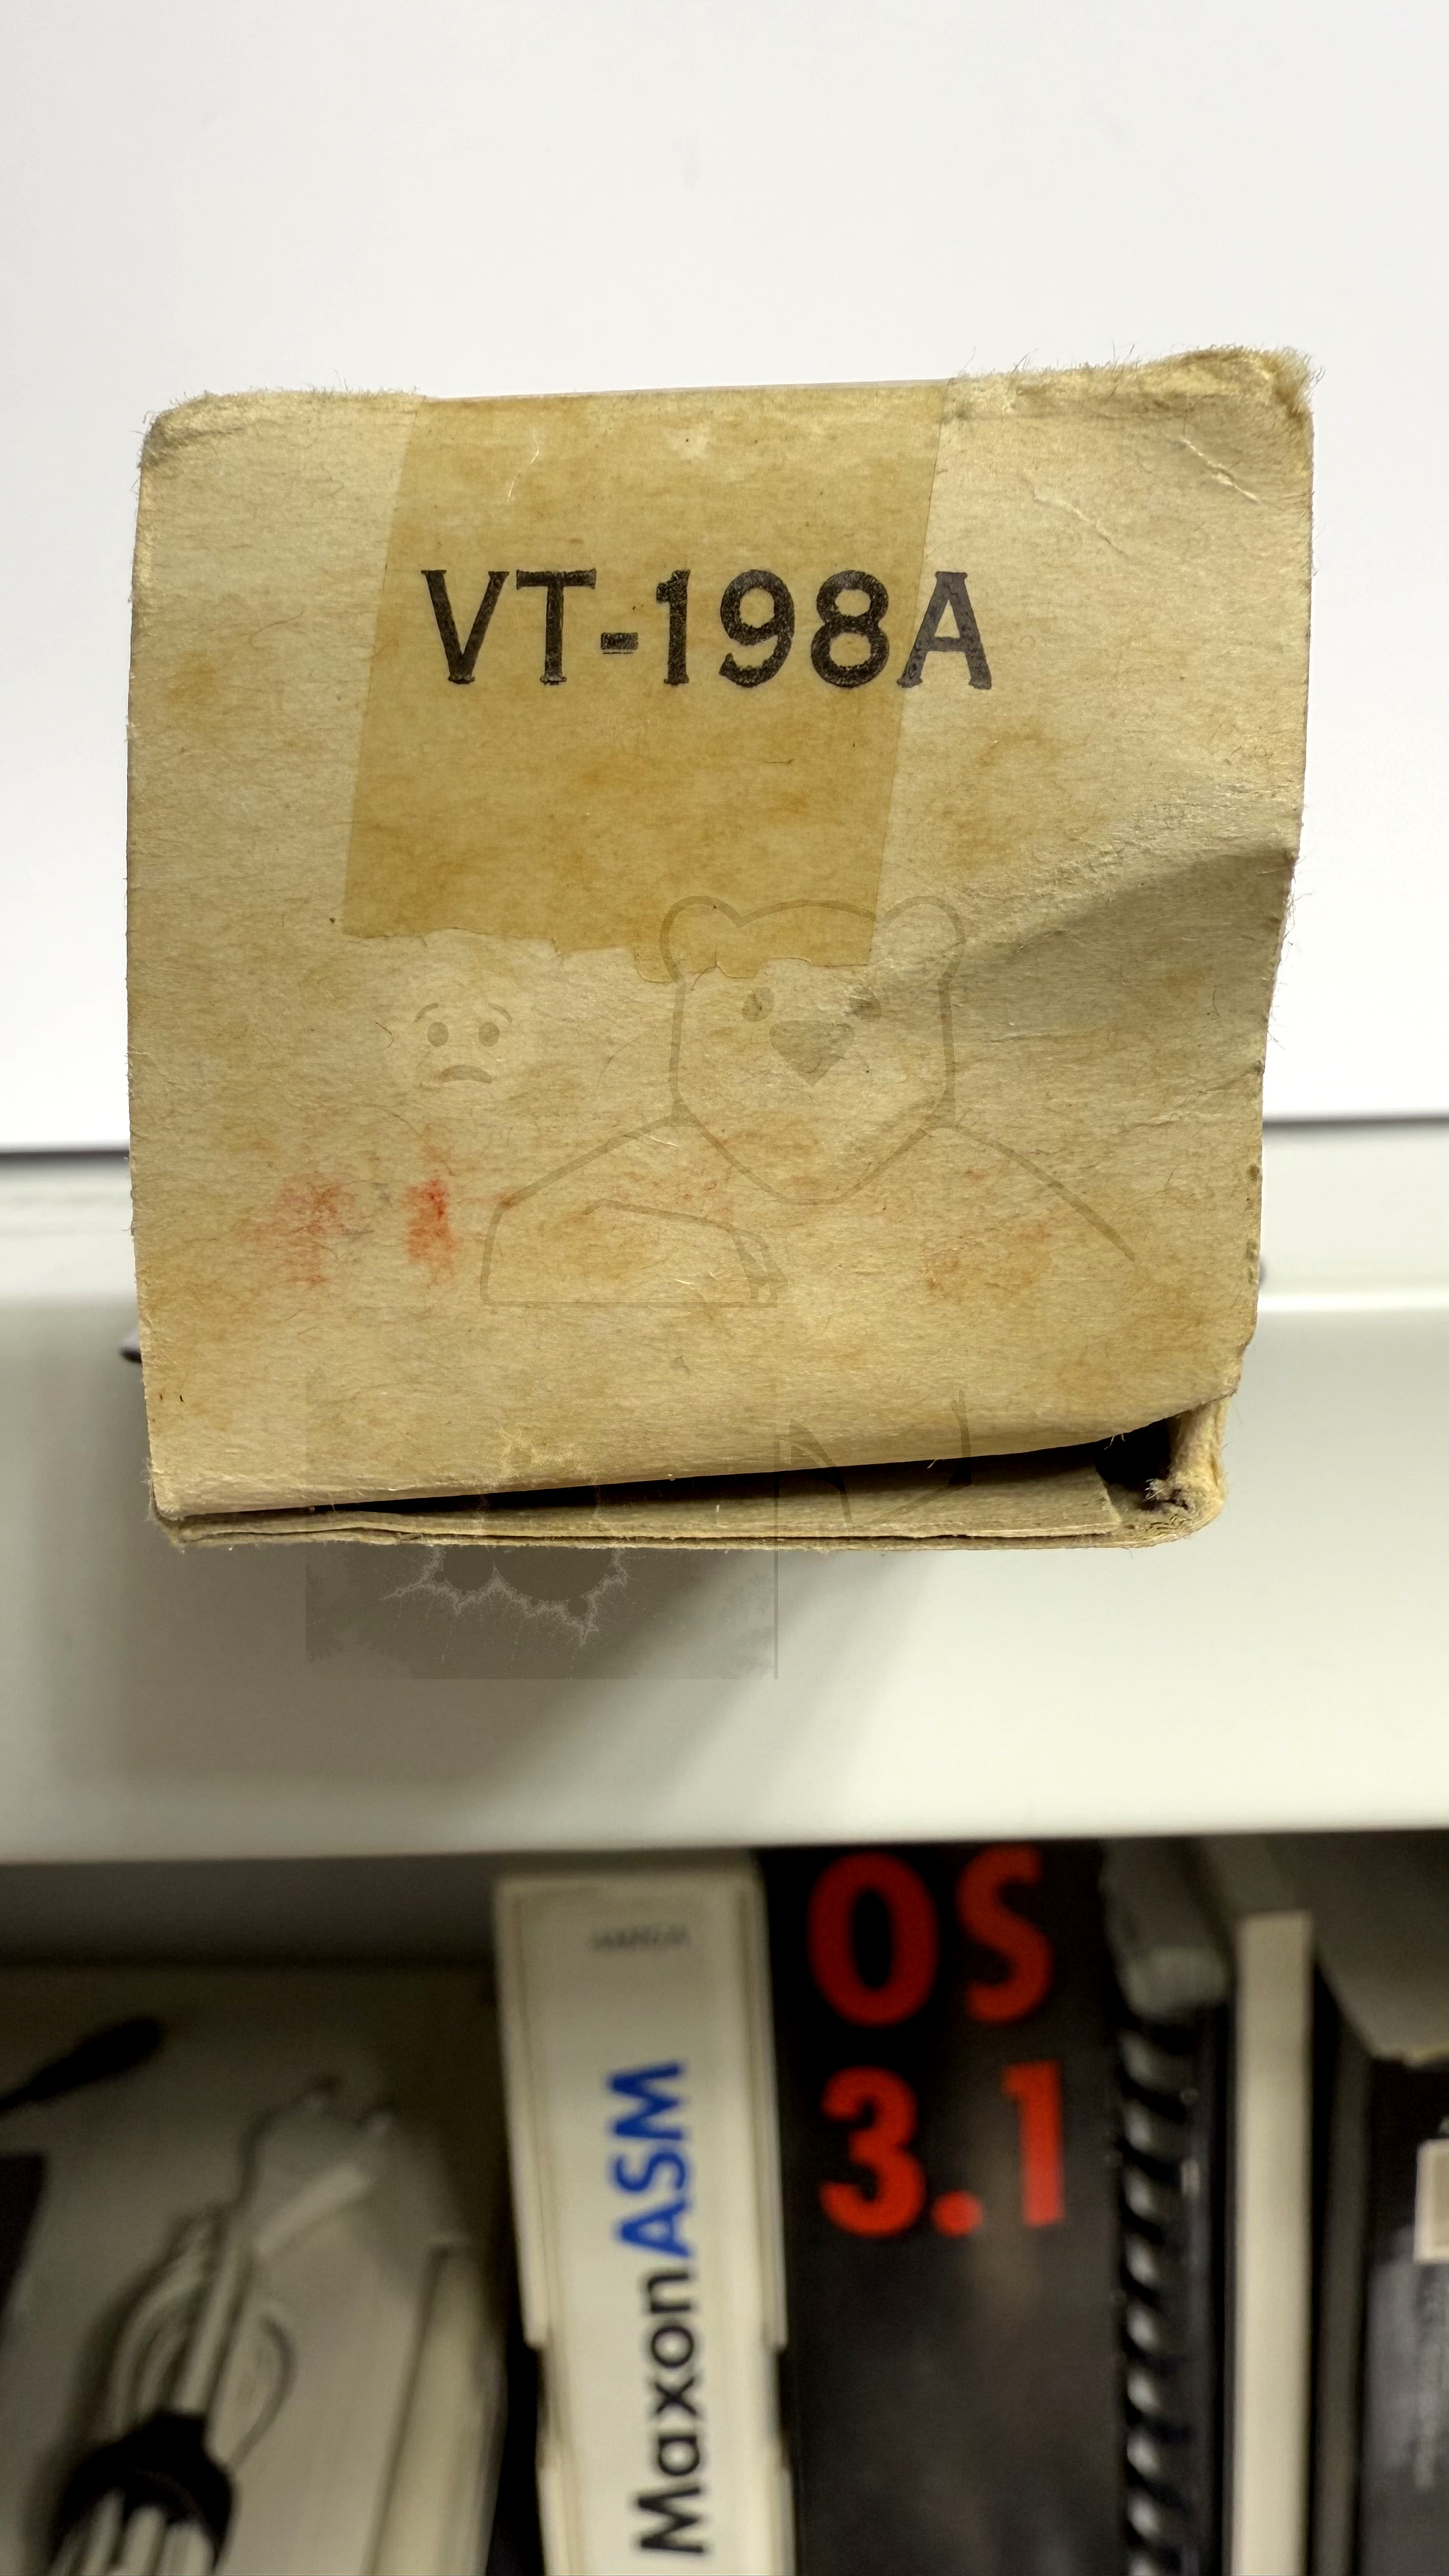 VT-198A
OS
3.1
MaxonASM